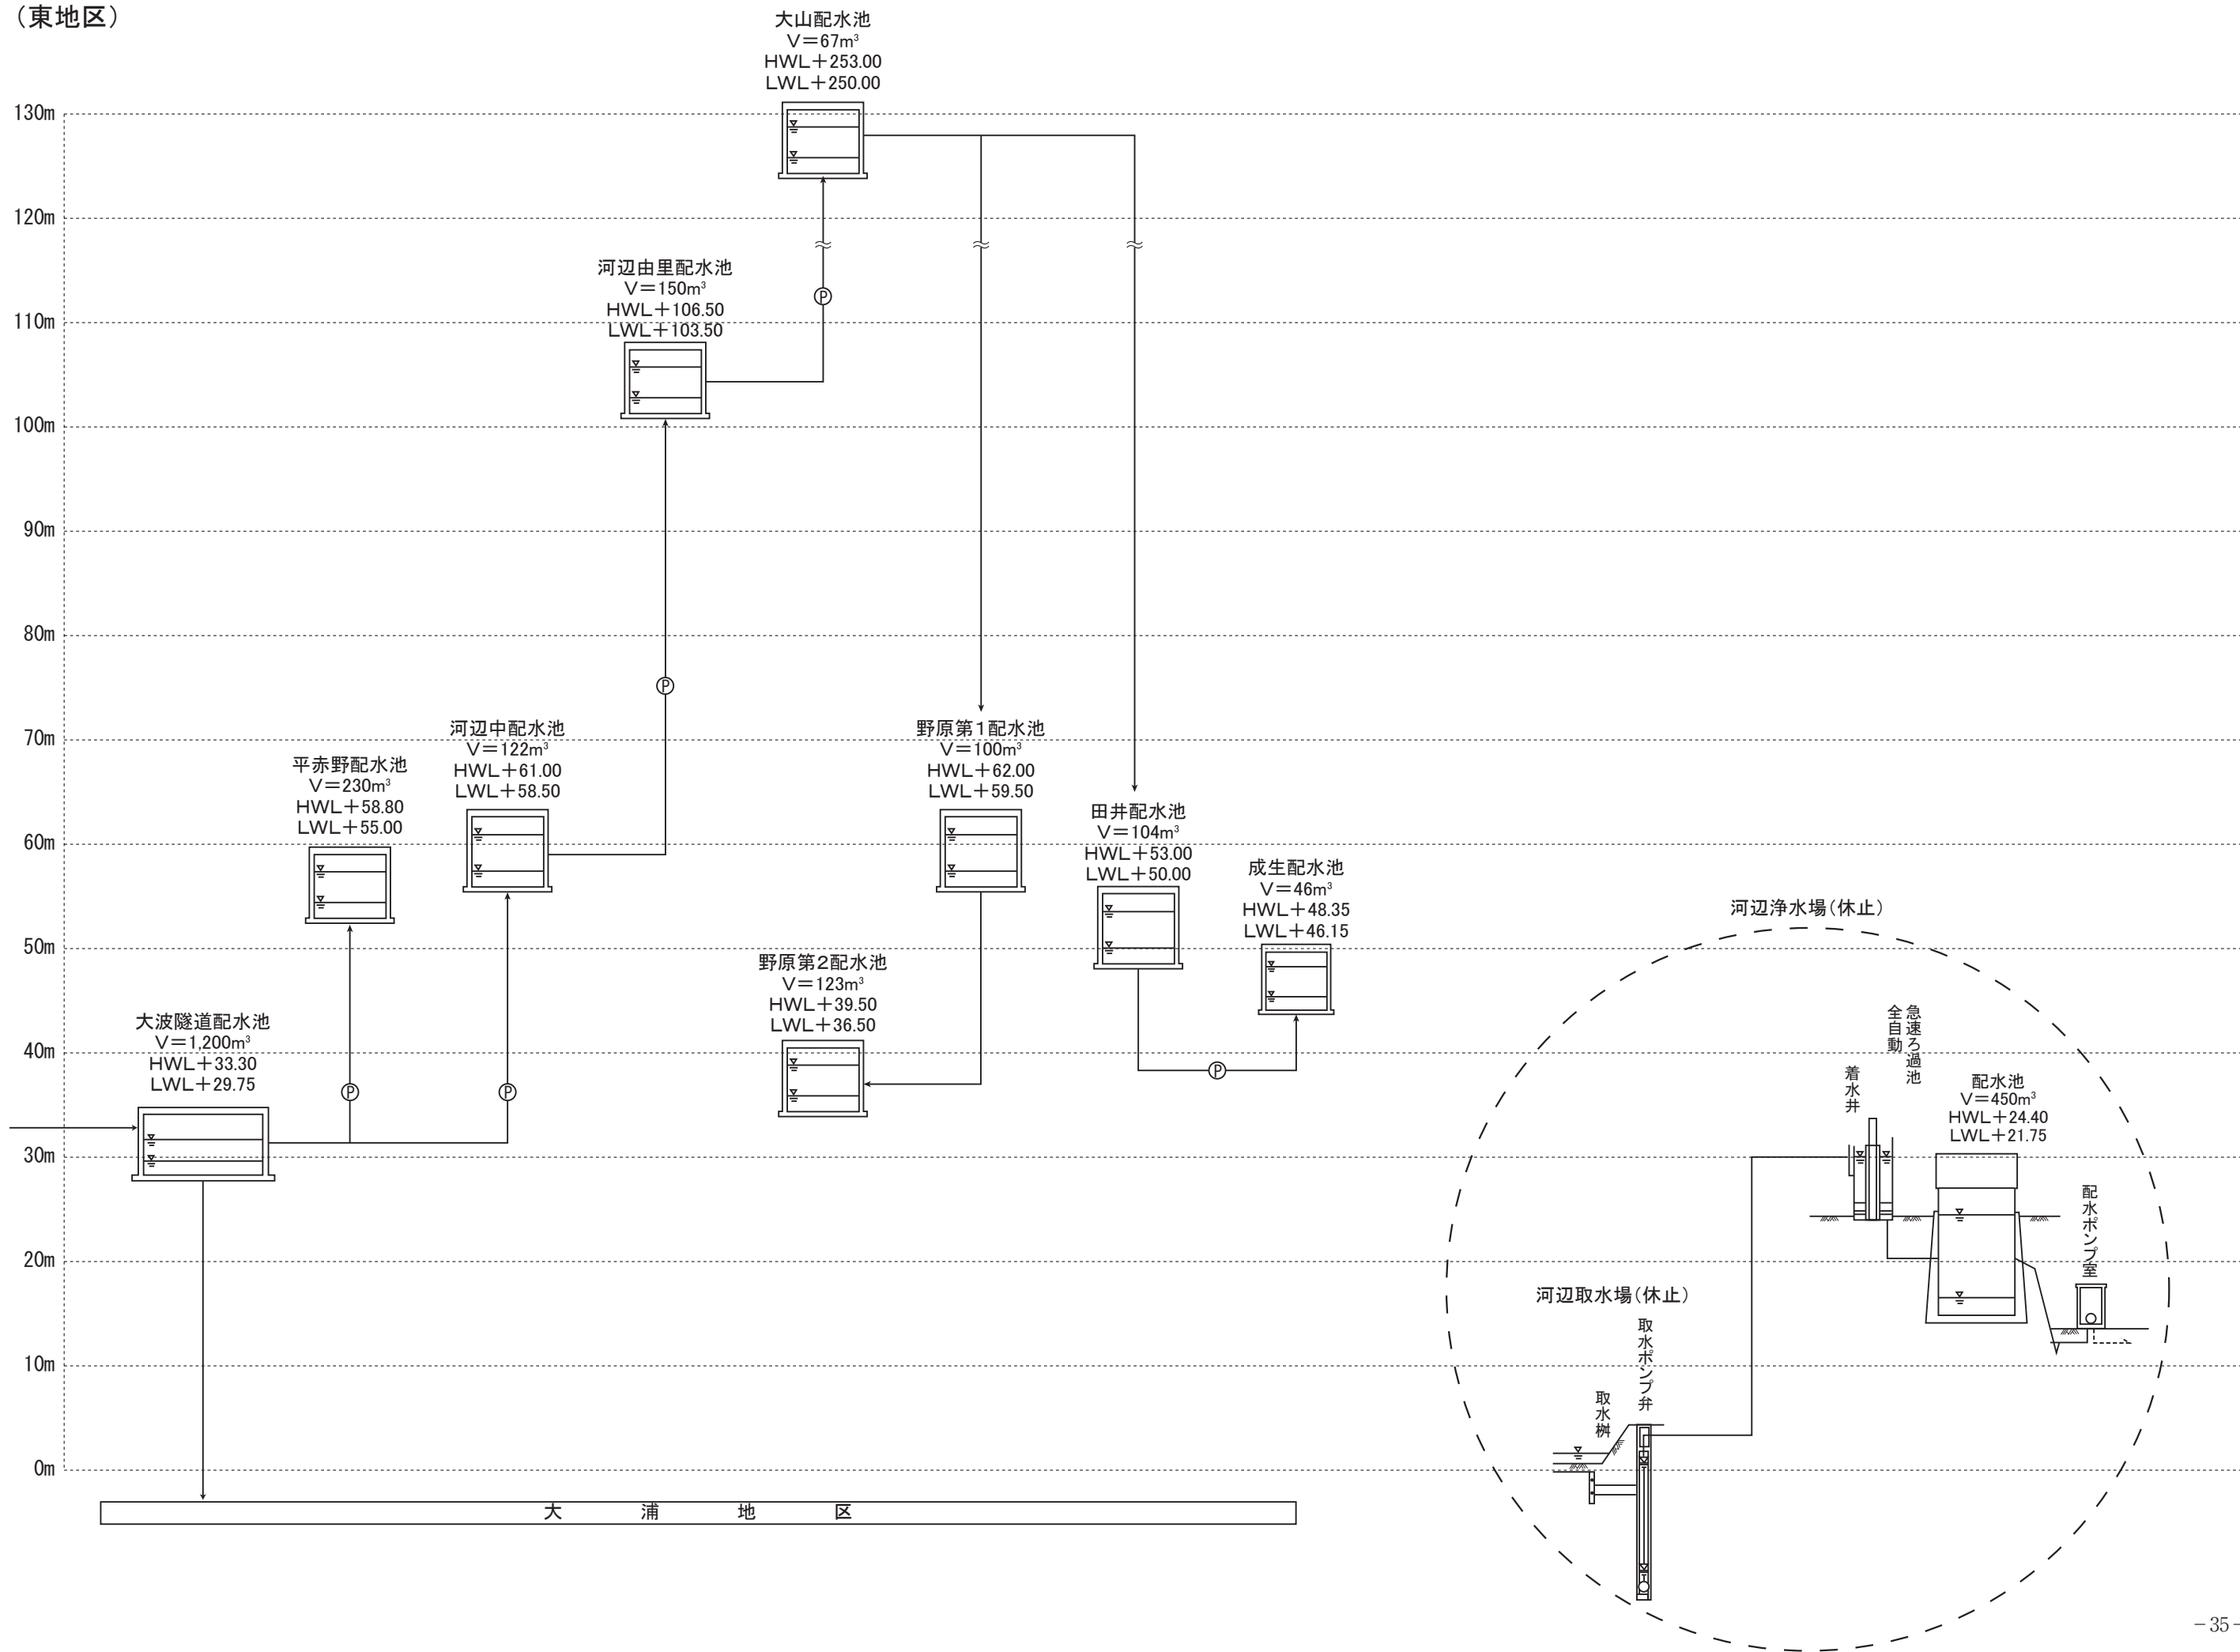 （東地区）
大山配水池
V＝67m³
HWL＋253.00
LWL＋250.00
130m
120m
110m
100m
90m
80m
70m
60m
50m
40m
30m
20m
10m
0m
河辺由里配水池
V＝150m³
HWL＋106.50
LWL＋103.50
P
P
河辺中配水池
V＝122m³
HWL＋61.00
LWL＋58.50
野原第1配水池
V＝100m³
HWL＋62.00
LWL＋59.50
平赤野配水池
V＝230m³
HWL＋58.80
LWL＋55.00
田井配水池
V＝104m³
HWL＋53.00
LWL＋50.00
成生配水池
V＝46m³
HWL＋48.35
LWL＋46.15
野原第2配水池
V＝123m³
HWL＋39.50
LWL＋36.50
大波隧道配水池
V＝1,200m³
HWL＋33.30
LWL＋29.75
P
P
P
大浦地区
河辺浄水場（休止）
急速ろ過池
全自動
着水井
配水池
V＝450m³
HWL＋24.40
LWL＋21.75
配水ポンプ室
河辺取水場（休止）
取水ポンプ弁
取水桝
－35－